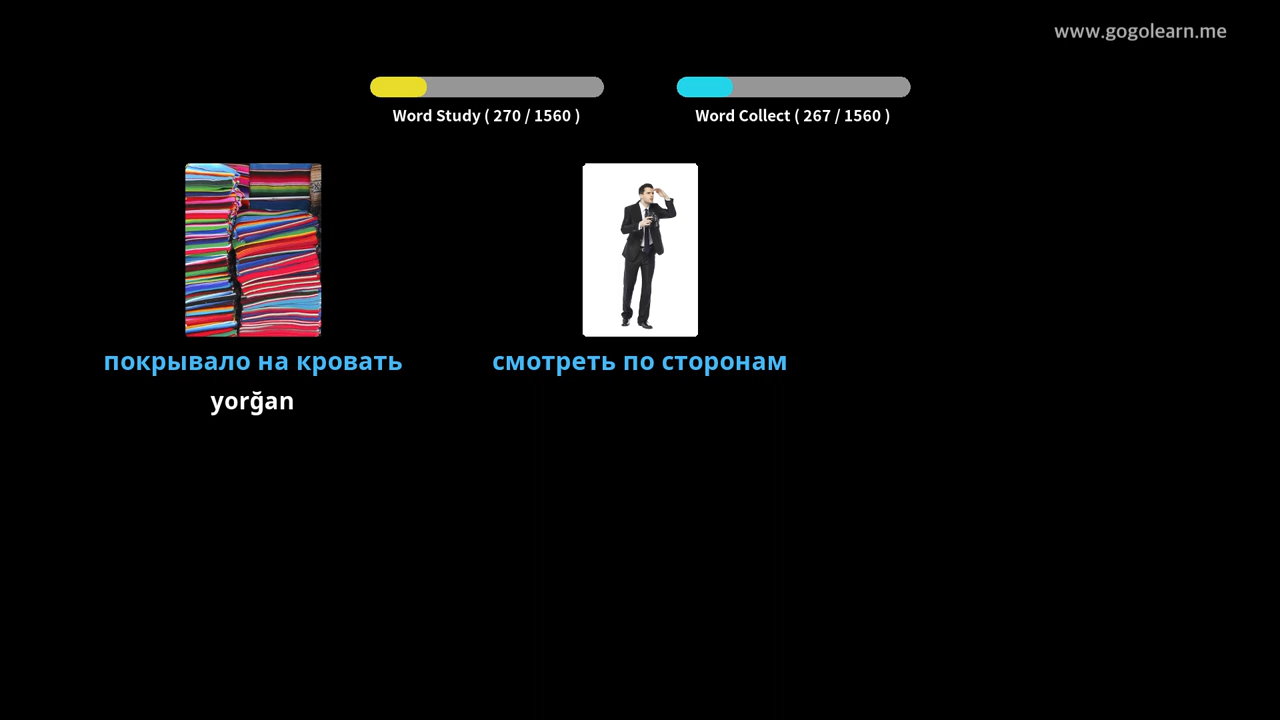 www.gogolearn.me
Word Study ( 270 / 1560 )
Word Collect ( 267 / 1560 )
покрывало на кровать
yorğan
смотреть по сторонам